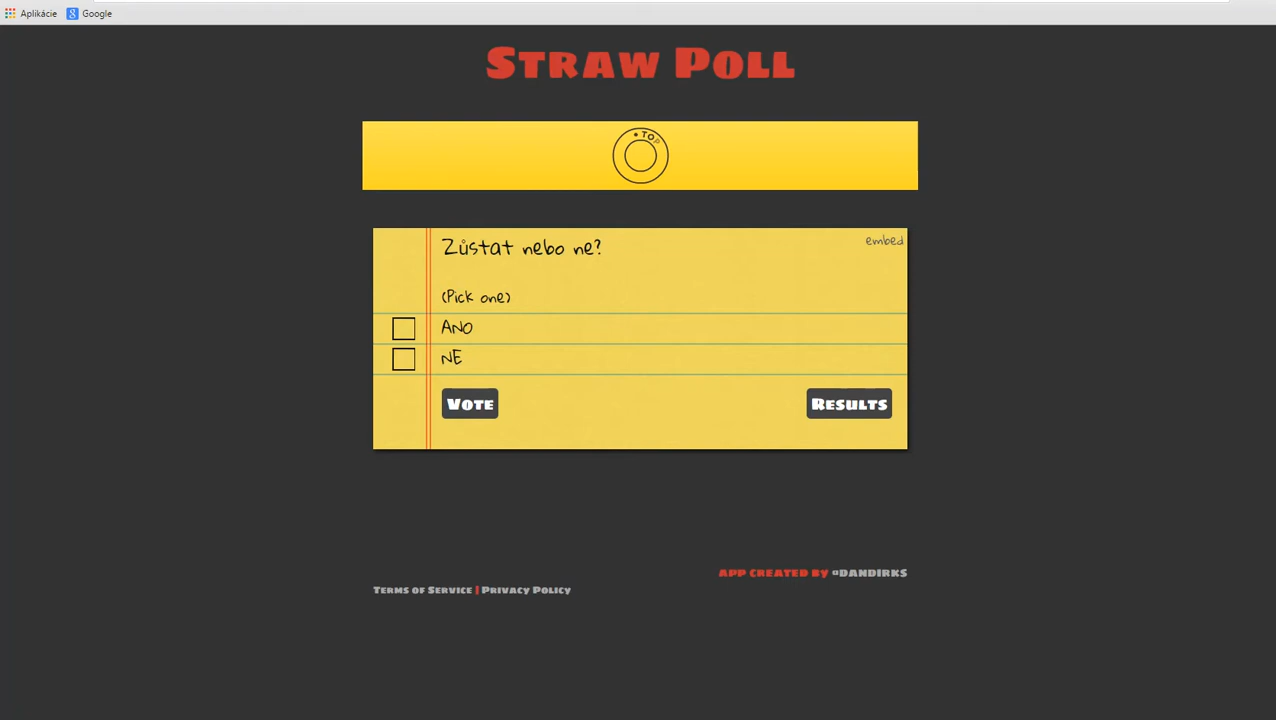 Aplikácie Google
STRAW POLL
TOP
Zůstat nebo ne?
embed
(Pick one)
ANO
NE
VOTE
RESULTS
APP CREATED BY @DANDIRKS
TERMS OF SERVICE | PRIVACY POLICY